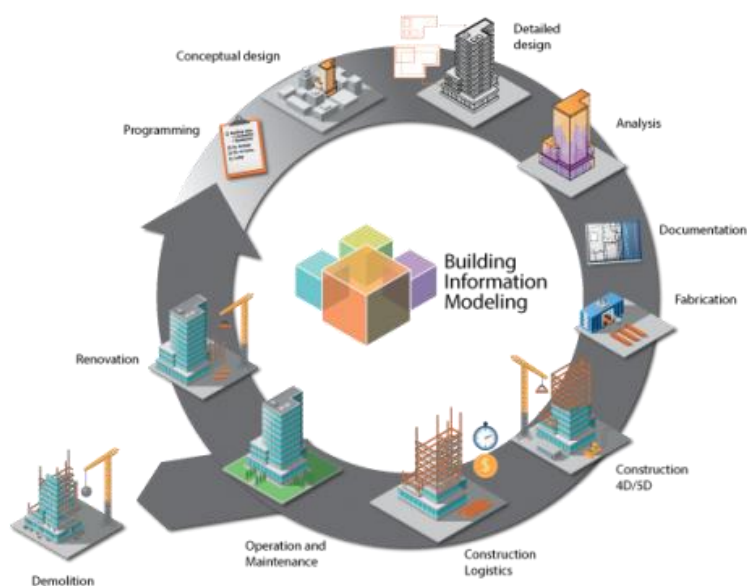 Detailed
design
Conceptual design
Programming
Analysis
Documentation
Building
Information
Modeling
Fabrication
Renovation
Construction
4D/5D
$
Operation and
Maintenance
Construction
Logistics
Demolition